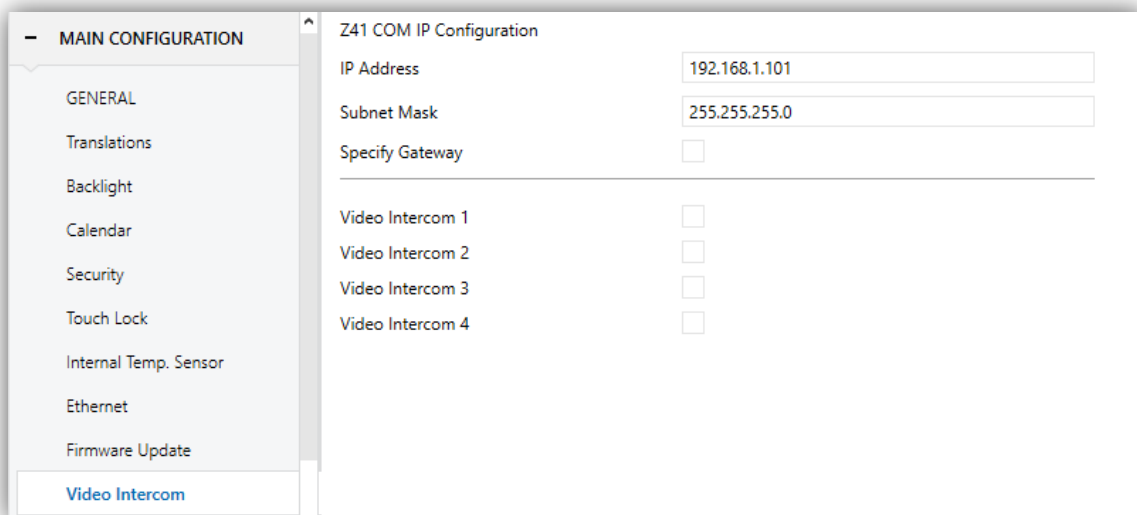 − MAIN CONFIGURATION
GENERAL
Translations
Backlight
Calendar
Security
Touch Lock
Internal Temp. Sensor
Ethernet
Firmware Update
Video Intercom
Z41 COM IP Configuration
IP Address 192.168.1.101
Subnet Mask 255.255.255.0
Specify Gateway
Video Intercom 1
Video Intercom 2
Video Intercom 3
Video Intercom 4